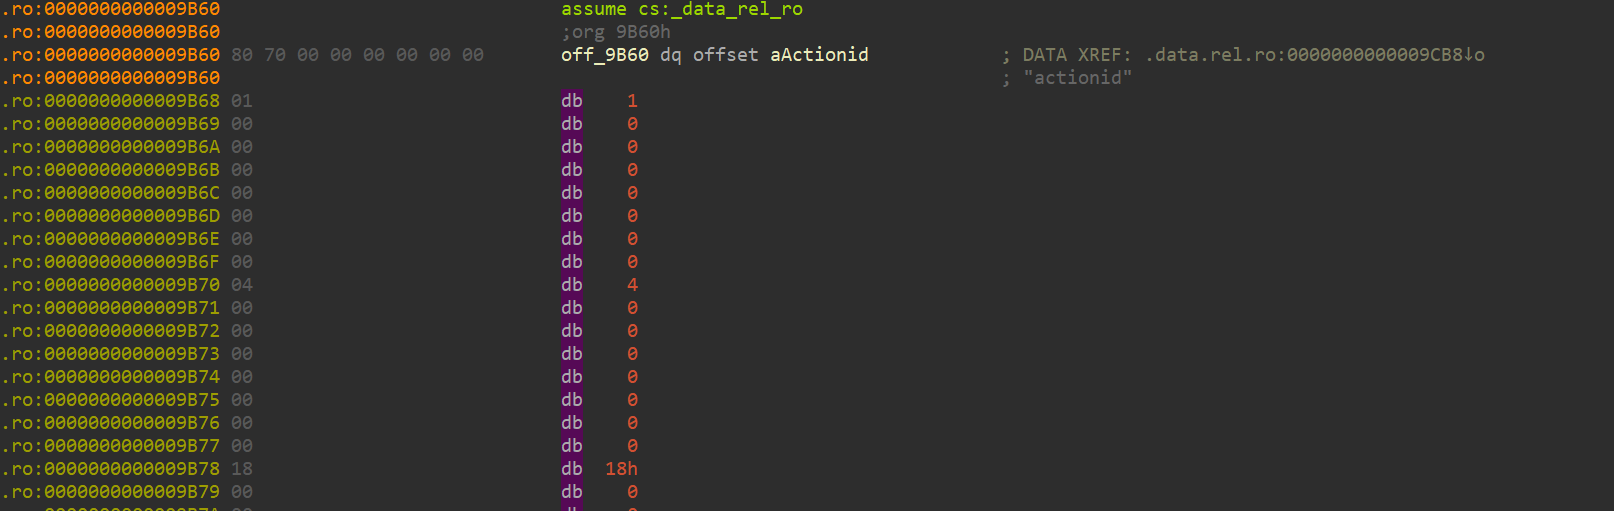 .ro:0000000000009B60 assume cs:_data_rel_ro
.ro:0000000000009B60 ;org 9B60h
.ro:0000000000009B60 80 70 00 00 00 00 00 00 off_9B60 dq offset aActionid ; DATA XREF: .data.rel.ro:0000000000009CB8↓o
.ro:0000000000009B60 ; "actionid"
.ro:0000000000009B68 01 db 1
.ro:0000000000009B69 00 db 0
.ro:0000000000009B6A 00 db 0
.ro:0000000000009B6B 00 db 0
.ro:0000000000009B6C 00 db 0
.ro:0000000000009B6D 00 db 0
.ro:0000000000009B6E 00 db 0
.ro:0000000000009B6F 00 db 0
.ro:0000000000009B70 04 db 4
.ro:0000000000009B71 00 db 0
.ro:0000000000009B72 00 db 0
.ro:0000000000009B73 00 db 0
.ro:0000000000009B74 00 db 0
.ro:0000000000009B75 00 db 0
.ro:0000000000009B76 00 db 0
.ro:0000000000009B77 00 db 0
.ro:0000000000009B78 18 db 18h
.ro:0000000000009B79 00 db 0